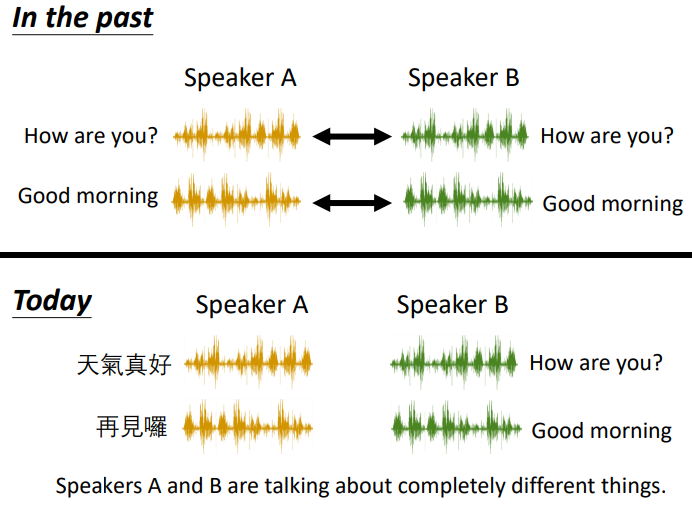 In the past
Speaker A Speaker B
How are you? How are you?
Good morning Good morning
Today
Speaker A Speaker B
天氣真好 How are you?
再見囉 Good morning
Speakers A and B are talking about completely different things.